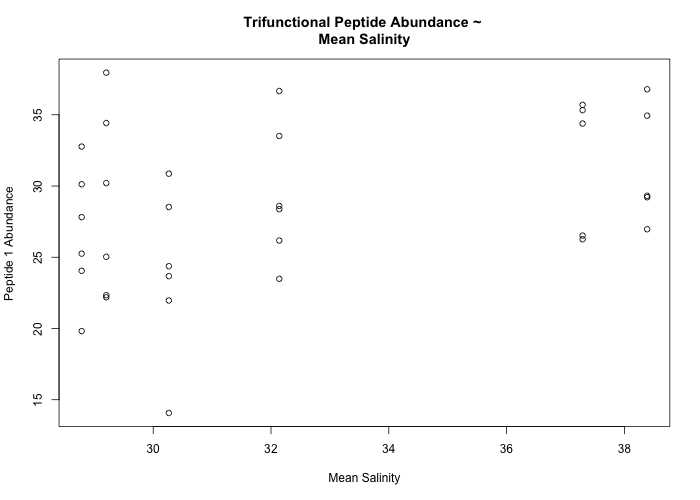 Trifunctional Peptide Abundance ~
Mean Salinity
Peptide 1 Abundance
35
30
25
20
15
30 32 34 36 38
Mean Salinity